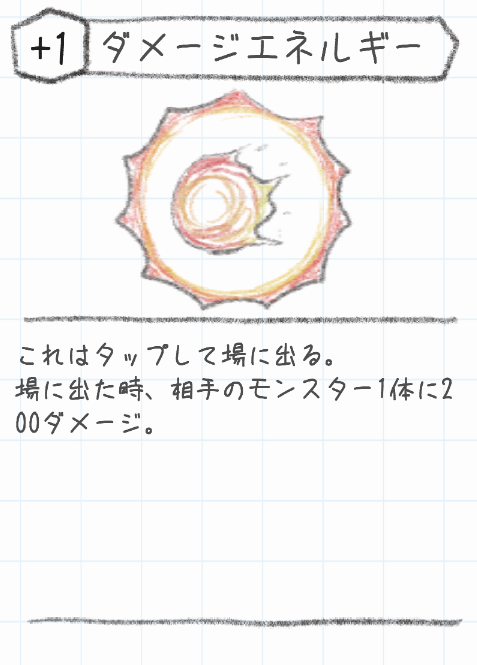 +1 ダメージエネルギー
これはタップして場に出る。
場に出た時、相手のモンスター1体に2
00ダメージ。